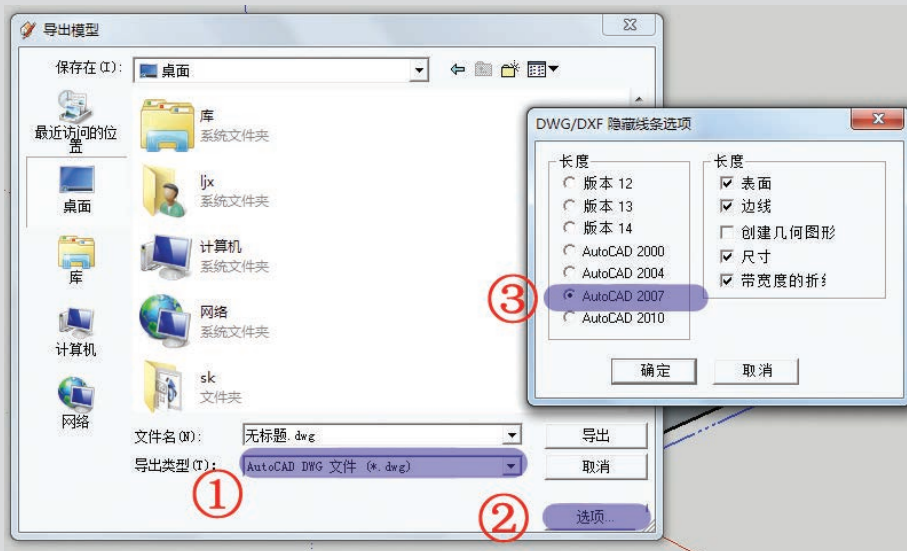 导出模型
保存在(I):
桌面
最近访问的位
置
桌面
库
计算机
网络
库
系统文件夹
ljx
系统文件夹
计算机
系统文件夹
网络
系统文件夹
sk
文件夹
文件名(N):
无标题.dwg
导出
导出类型(T):
AutoCAD DWG 文件 (*.dwg)
取消
①
②
选项...
DWG/DXF 隐藏线条选项
长度
版本 12
版本 13
版本 14
AutoCAD 2000
AutoCAD 2004
③
AutoCAD 2007
AutoCAD 2010
长度
表面
边线
创建几何图形
尺寸
带宽度的折
确定
取消